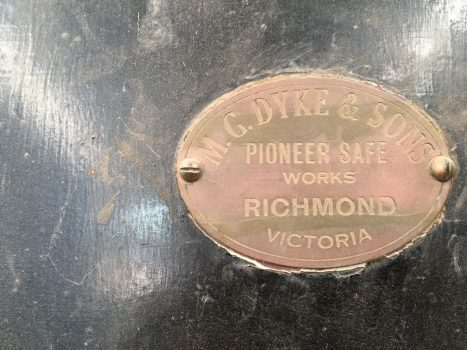 M. C. DYKE & SONS
PIONEER SAFE
WORKS
RICHMOND
VICTORIA